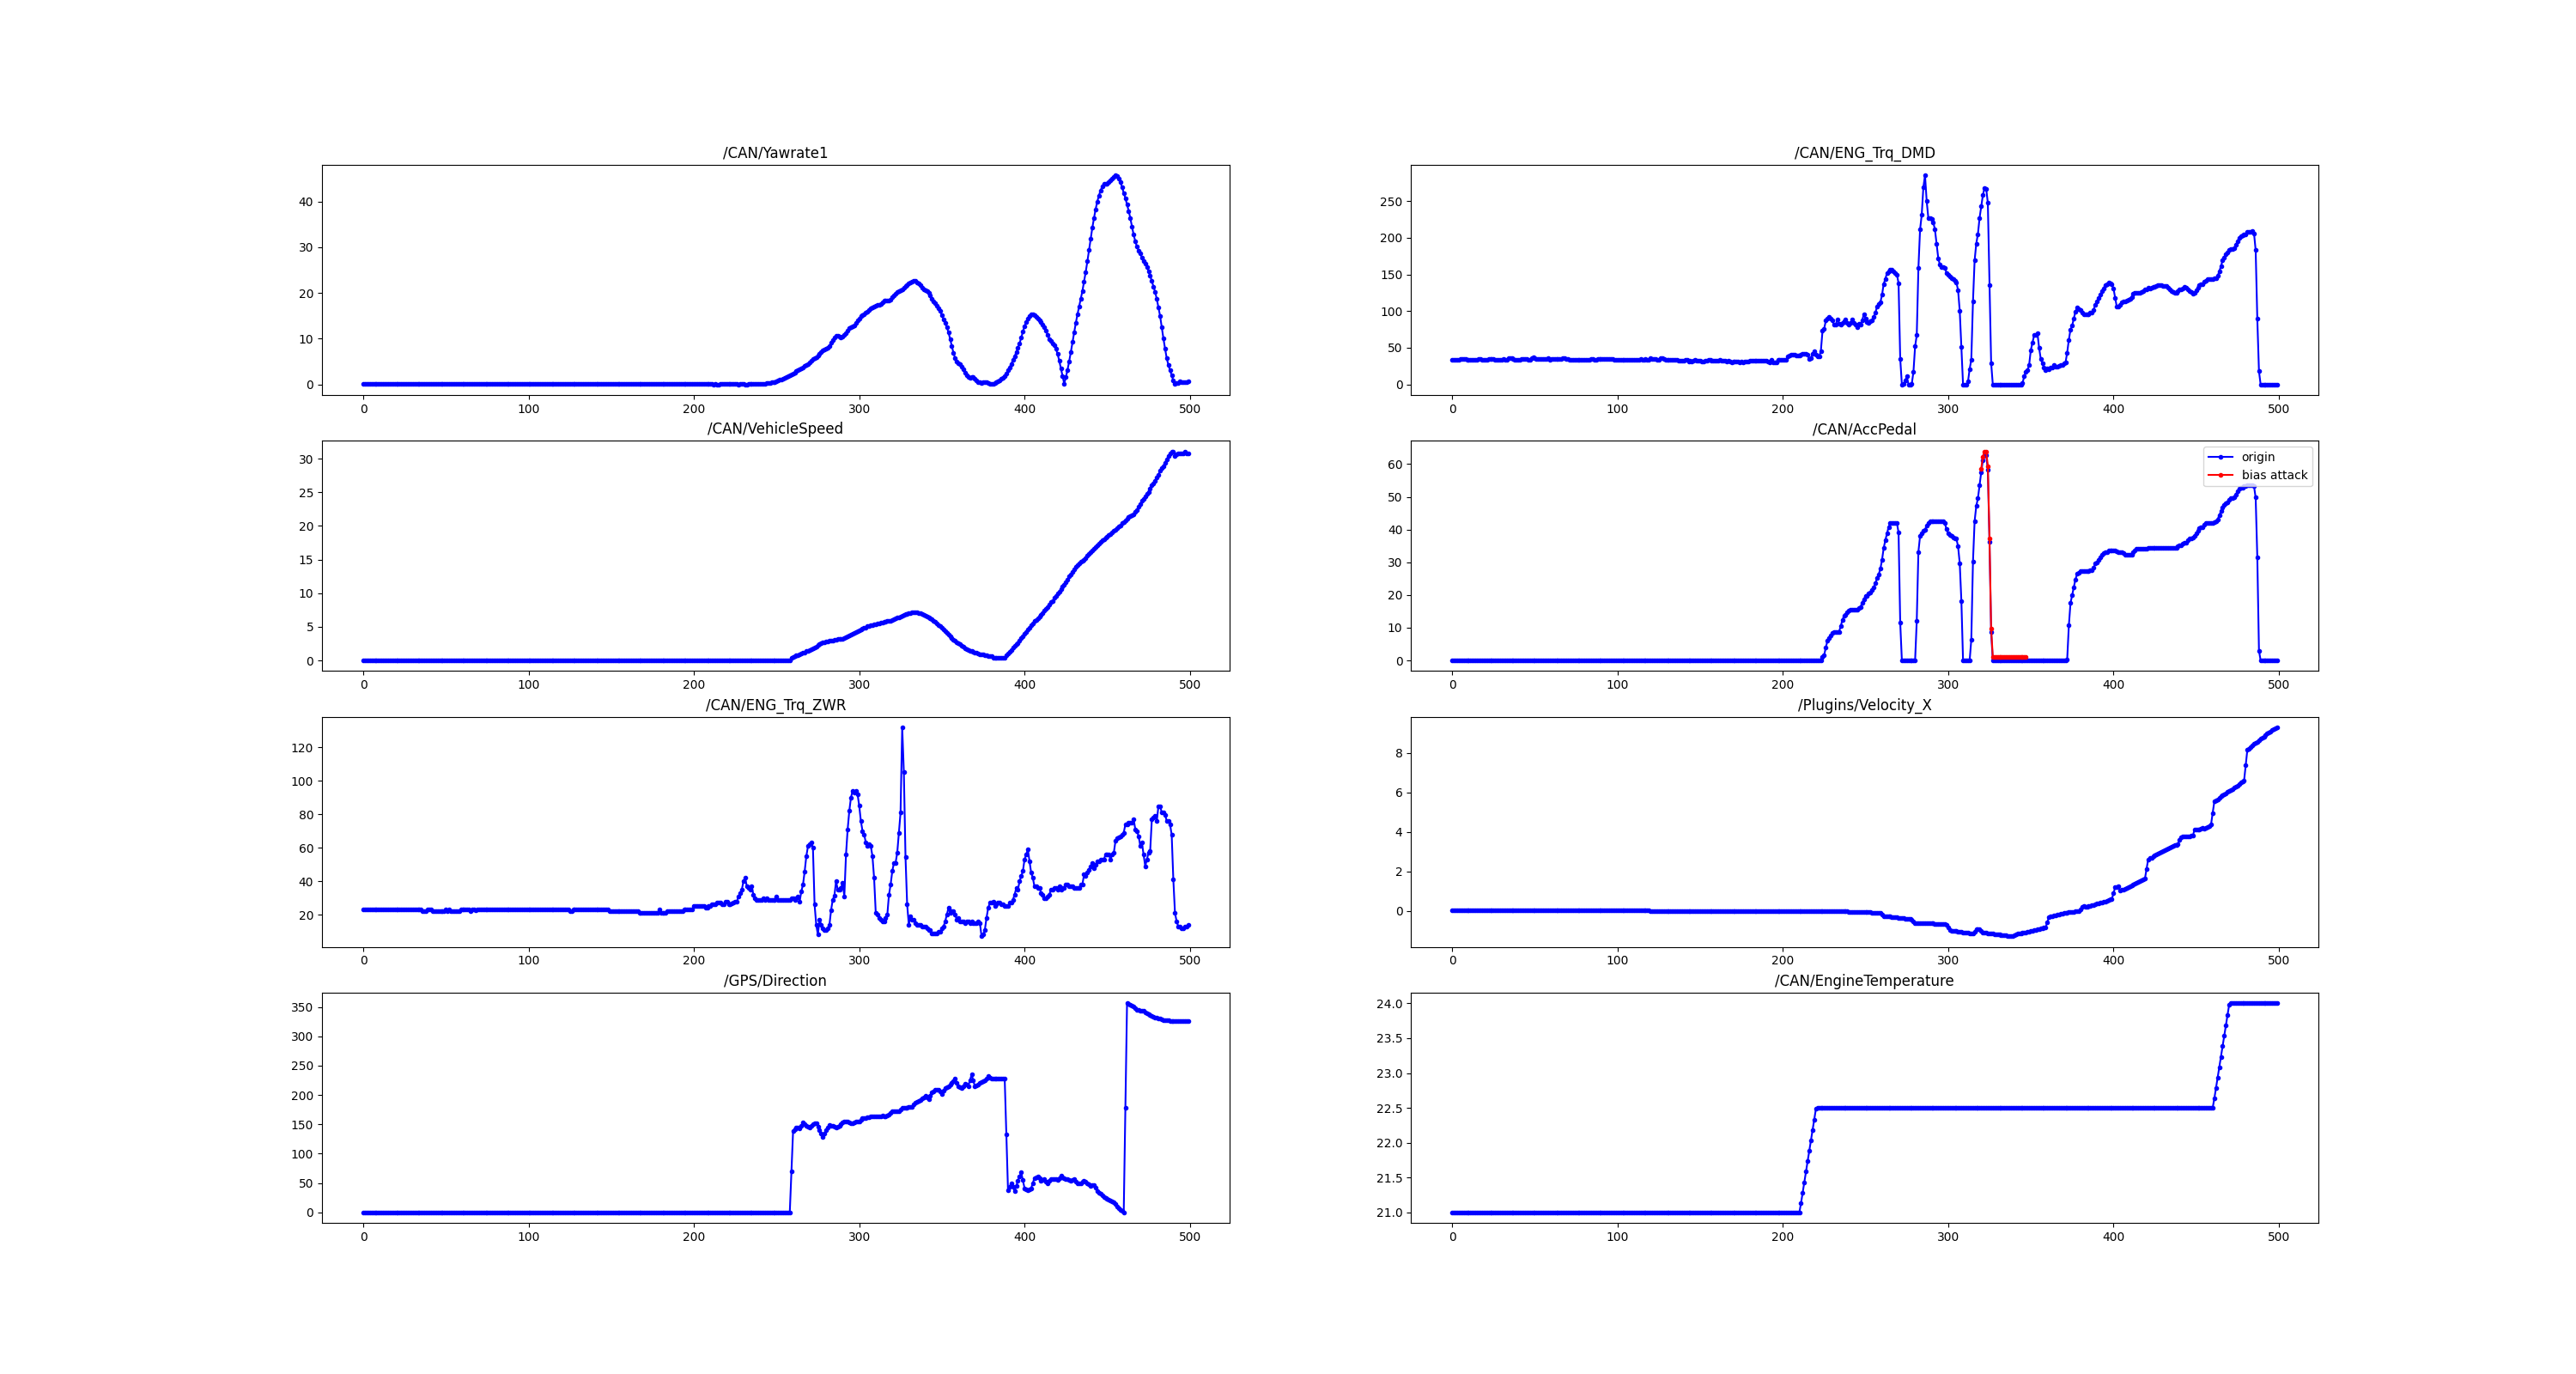 /CAN/Yawrate1
40
30
20
10
0
0 100 200 300 400 500
/CAN/ENG_Trq_DMD
250
200
150
100
50
0
0 100 200 300 400 500
/CAN/VehicleSpeed
30
25
20
15
10
5
0
0 100 200 300 400 500
/CAN/AccPedal
origin
bias attack
60
50
40
30
20
10
0
0 100 200 300 400 500
/CAN/ENG_Trq_ZWR
120
100
80
60
40
20
0 100 200 300 400 500
/Plugins/Velocity_X
8
6
4
2
0
0 100 200 300 400 500
/GPS/Direction
350
300
250
200
150
100
50
0
0 100 200 300 400 500
/CAN/EngineTemperature
24.0
23.5
23.0
22.5
22.0
21.5
21.0
0 100 200 300 400 500